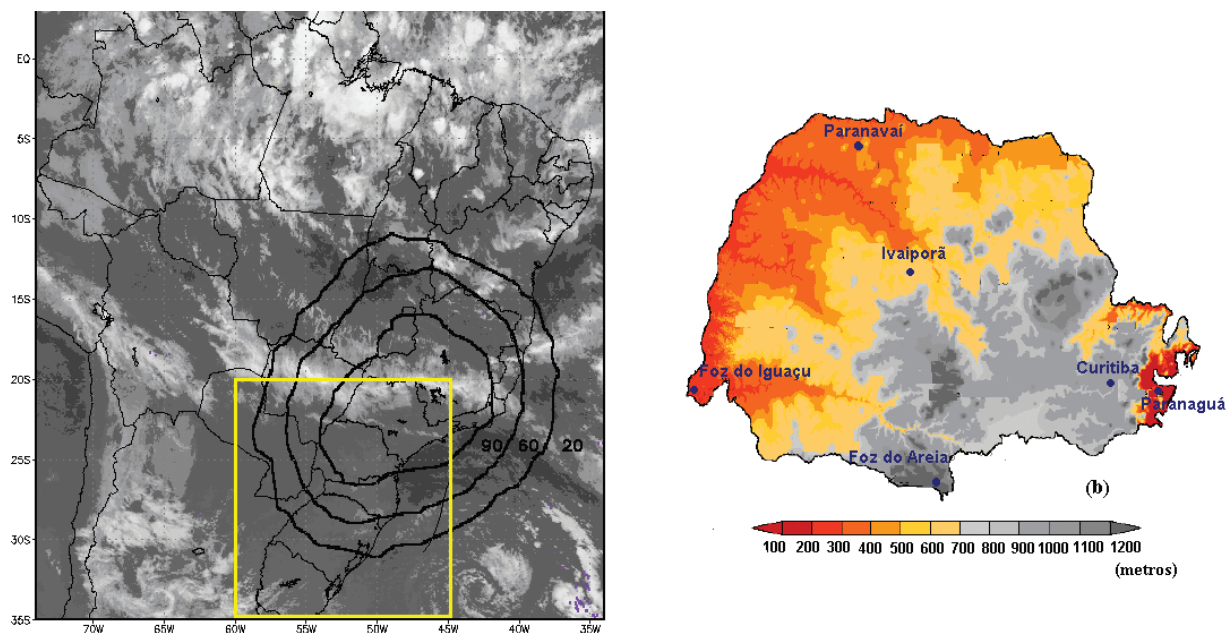 EQ
5S
10S
15S
20S
25S
30S
35S
70W 65W 60W 55W 50W 45W 40W 35W
90 60 20
Paranavaí
Ivaiporã
Foz do Iguaçu
Curitiba
Paranaguá
Foz do Areia
(b)
100 200 300 400 500 600 700 800 900 1000 1100 1200
(metros)